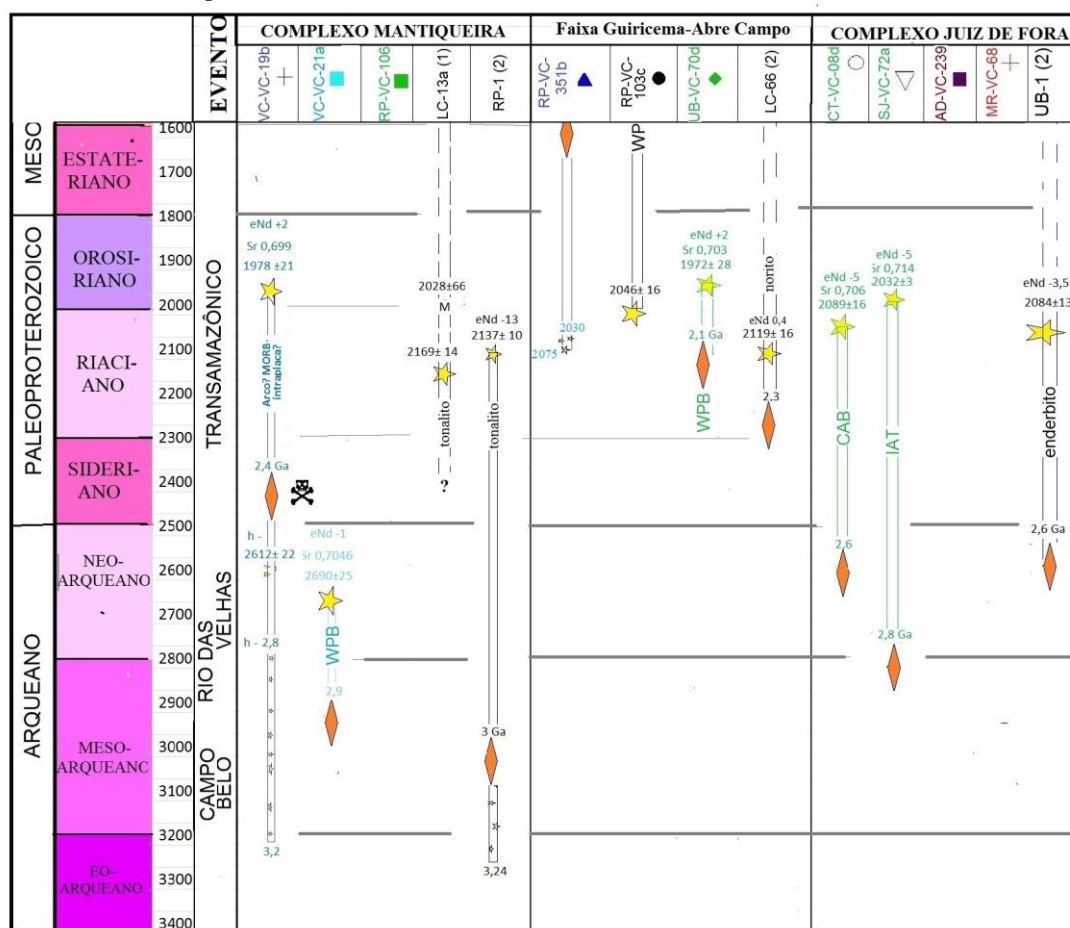 COMPLEXO MANTIQUEIRA
Faixa Guiricema-Abre Campo
COMPLEXO JUIZ DE FORA
EVENTO
VC-VC-19b
VC-VC-21a
RP-VC-106
LC-13a (1)
RP-1 (2)
RP-VC-351b
RP-VC-103c
UB-VC-70d
LC-66 (2)
CT-VC-08d
SJ-VC-72a
AD-VC-239
MR-VC-68
UB-1 (2)
MESO
PALEOPROTEROZOICO
ARQUEANO
ESTATE-
RIANO
OROSI-
RIANO
RIACI-
ANO
SIDERI-
ANO
NEO-
ARQUEANO
MESO-
ARQUEANO
EO-
ARQUEANO
1600
1700
1800
1900
2000
2100
2200
2300
2400
2500
2600
2700
2800
2900
3000
3100
3200
3300
3400
TRANSAMAZÔNICO
RIO DAS
VELHAS
CAMPO
BELO
eNd +2
Sr 0,699
1978 ±21
Arco? MORB-
intraplaca?
2,4 Ga
h -
2612± 22
h - 2,8
3,2
eNd -1
Sr 0,7046
2690±25
WPB
2,9
2028±66
M
2169± 14
tonalito
?
eNd -13
2137± 10
tonalito
3 Ga
3,24
2030
2075
WP
2046± 16
eNd +2
Sr 0,703
1972± 28
2,1 Ga
WPB
norito
eNd 0,4
2119± 16
2,3
eNd -5
Sr 0,706
2089±16
CAB
2,6
eNd -5
Sr 0,714
2032±3
IAT
2,8 Ga
eNd -3,5
2084±13
enderbito
2,6 Ga